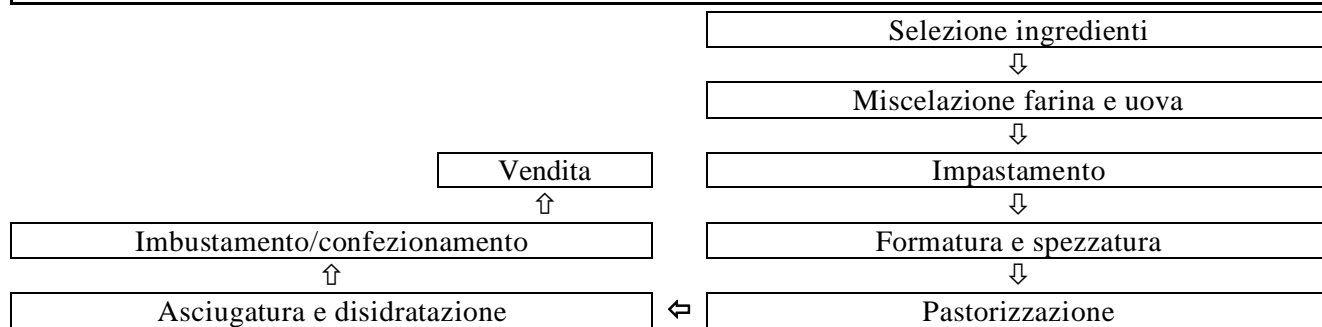 Selezione ingredienti
⇩
Miscelazione farina e uova
⇩
Vendita Impastamento
⇧ ⇩
Imbustamento/confezionamento Formatura e spezzatura
⇧ ⇩
Asciugatura e disidratazione ⇦ Pastorizzazione